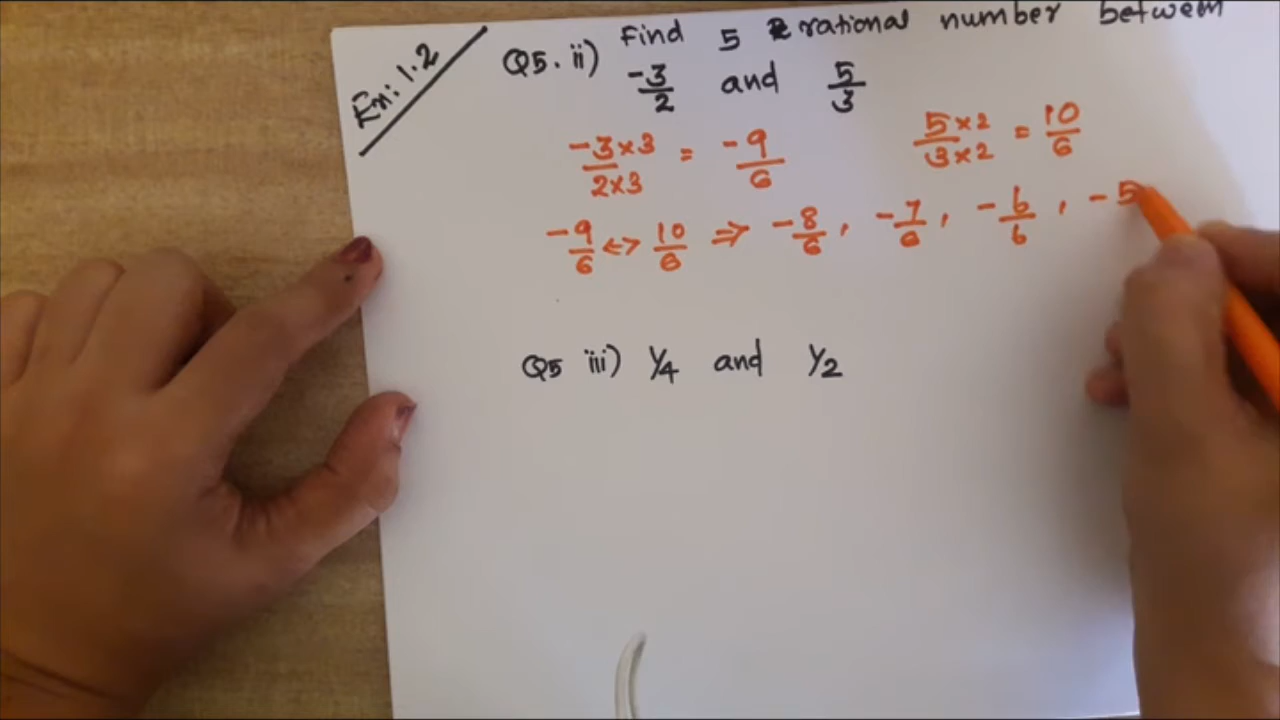 Ex: 1.2
Q5. ii) Find 5 rational number between
-3/2 and 5/3
-3×3/2×3 = -9/6 5×2/3×2 = 10/6
-9/6 <-> 10/6 ⇒ -8/6, -7/6, -6/6, -5
Q5 iii) 1/4 and 1/2